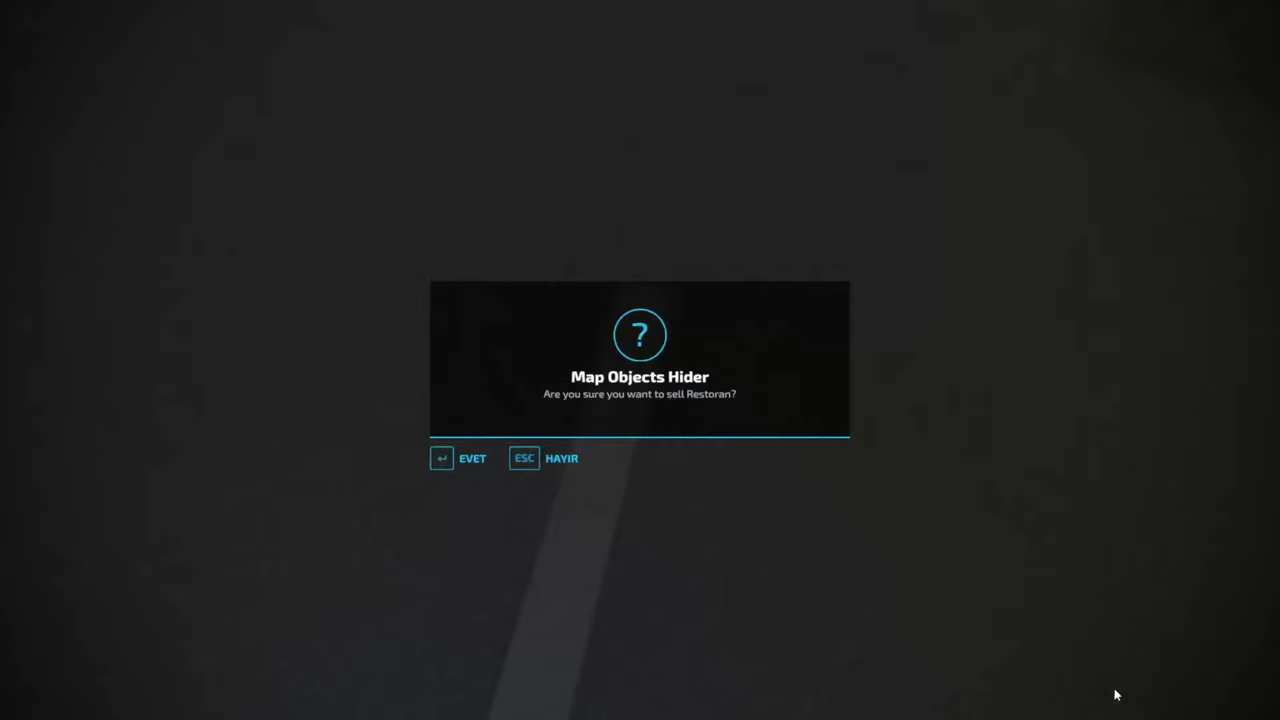 ?
Map Objects Hider
Are you sure you want to sell Restoran?
↵ EVET ESC HAYIR